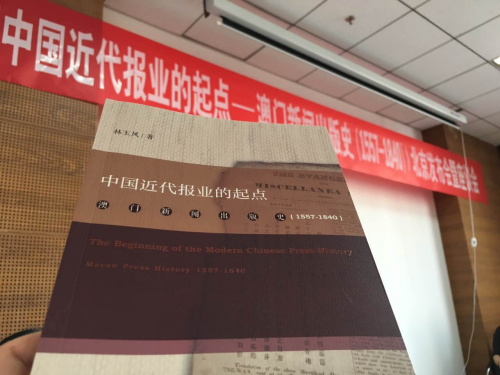 中国近代报业的起点—澳门新闻出版史（1557-1840）北京发布会暨座谈会
林玉凤/著
中国近代报业的起点
澳门新闻出版史(1557-1840)
The Beginning of the Modern Chinese Press History
Macau Press History 1557-1840
THE EVANG
MISCELLANEA